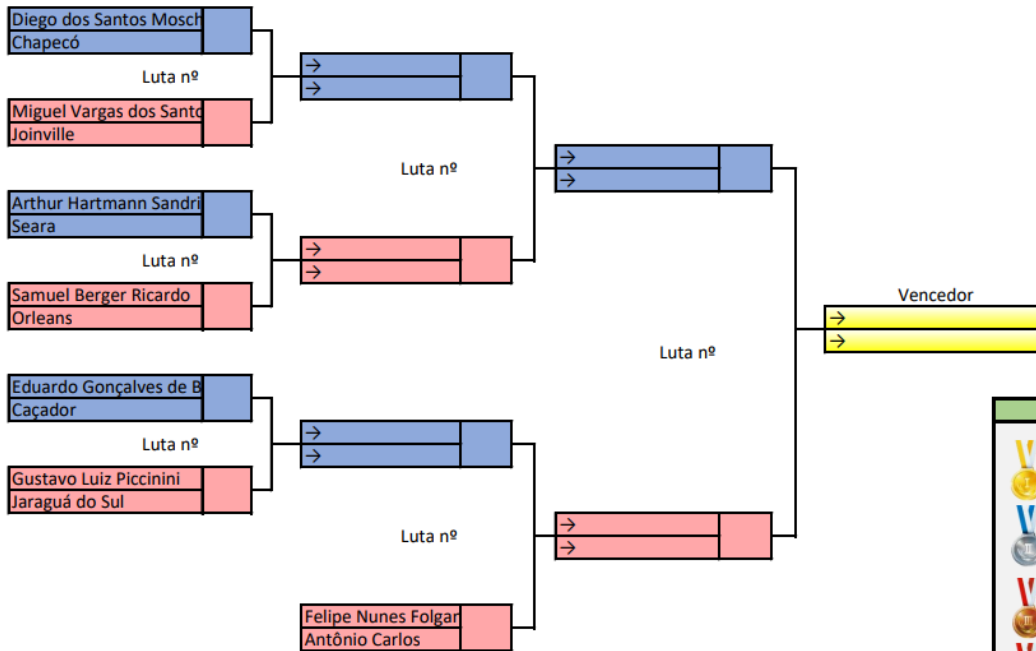 Diego dos Santos Mosch
Chapecó
Luta nº
Miguel Vargas dos Santo
Joinville
Arthur Hartmann Sandri
Seara
Luta nº
Samuel Berger Ricardo
Orleans
Eduardo Gonçalves de B
Caçador
Luta nº
Gustavo Luiz Piccinini
Jaraguá do Sul
→
→
Luta nº
→
→
→
→
Luta nº
Felipe Nunes Folgar
Antônio Carlos
→
→
Luta nº
→
→
Vencedor
→
→